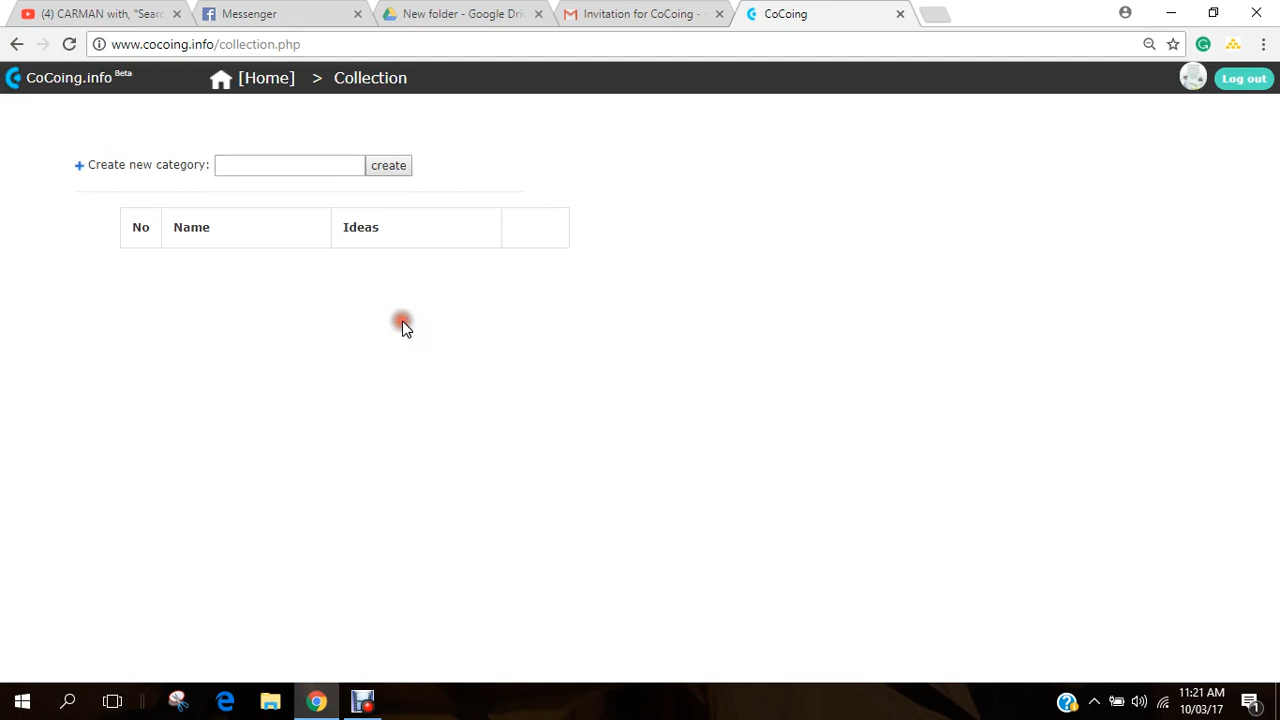 (4) CARMAN with, "Searc
Messenger
New folder - Google Driv
Invitation for CoCoing -
CoCoing
www.cocoing.info/collection.php
CoCoing.info Beta
[Home] > Collection
Log out
Create new category:
create
No Name Ideas
11:21 AM
10/03/17